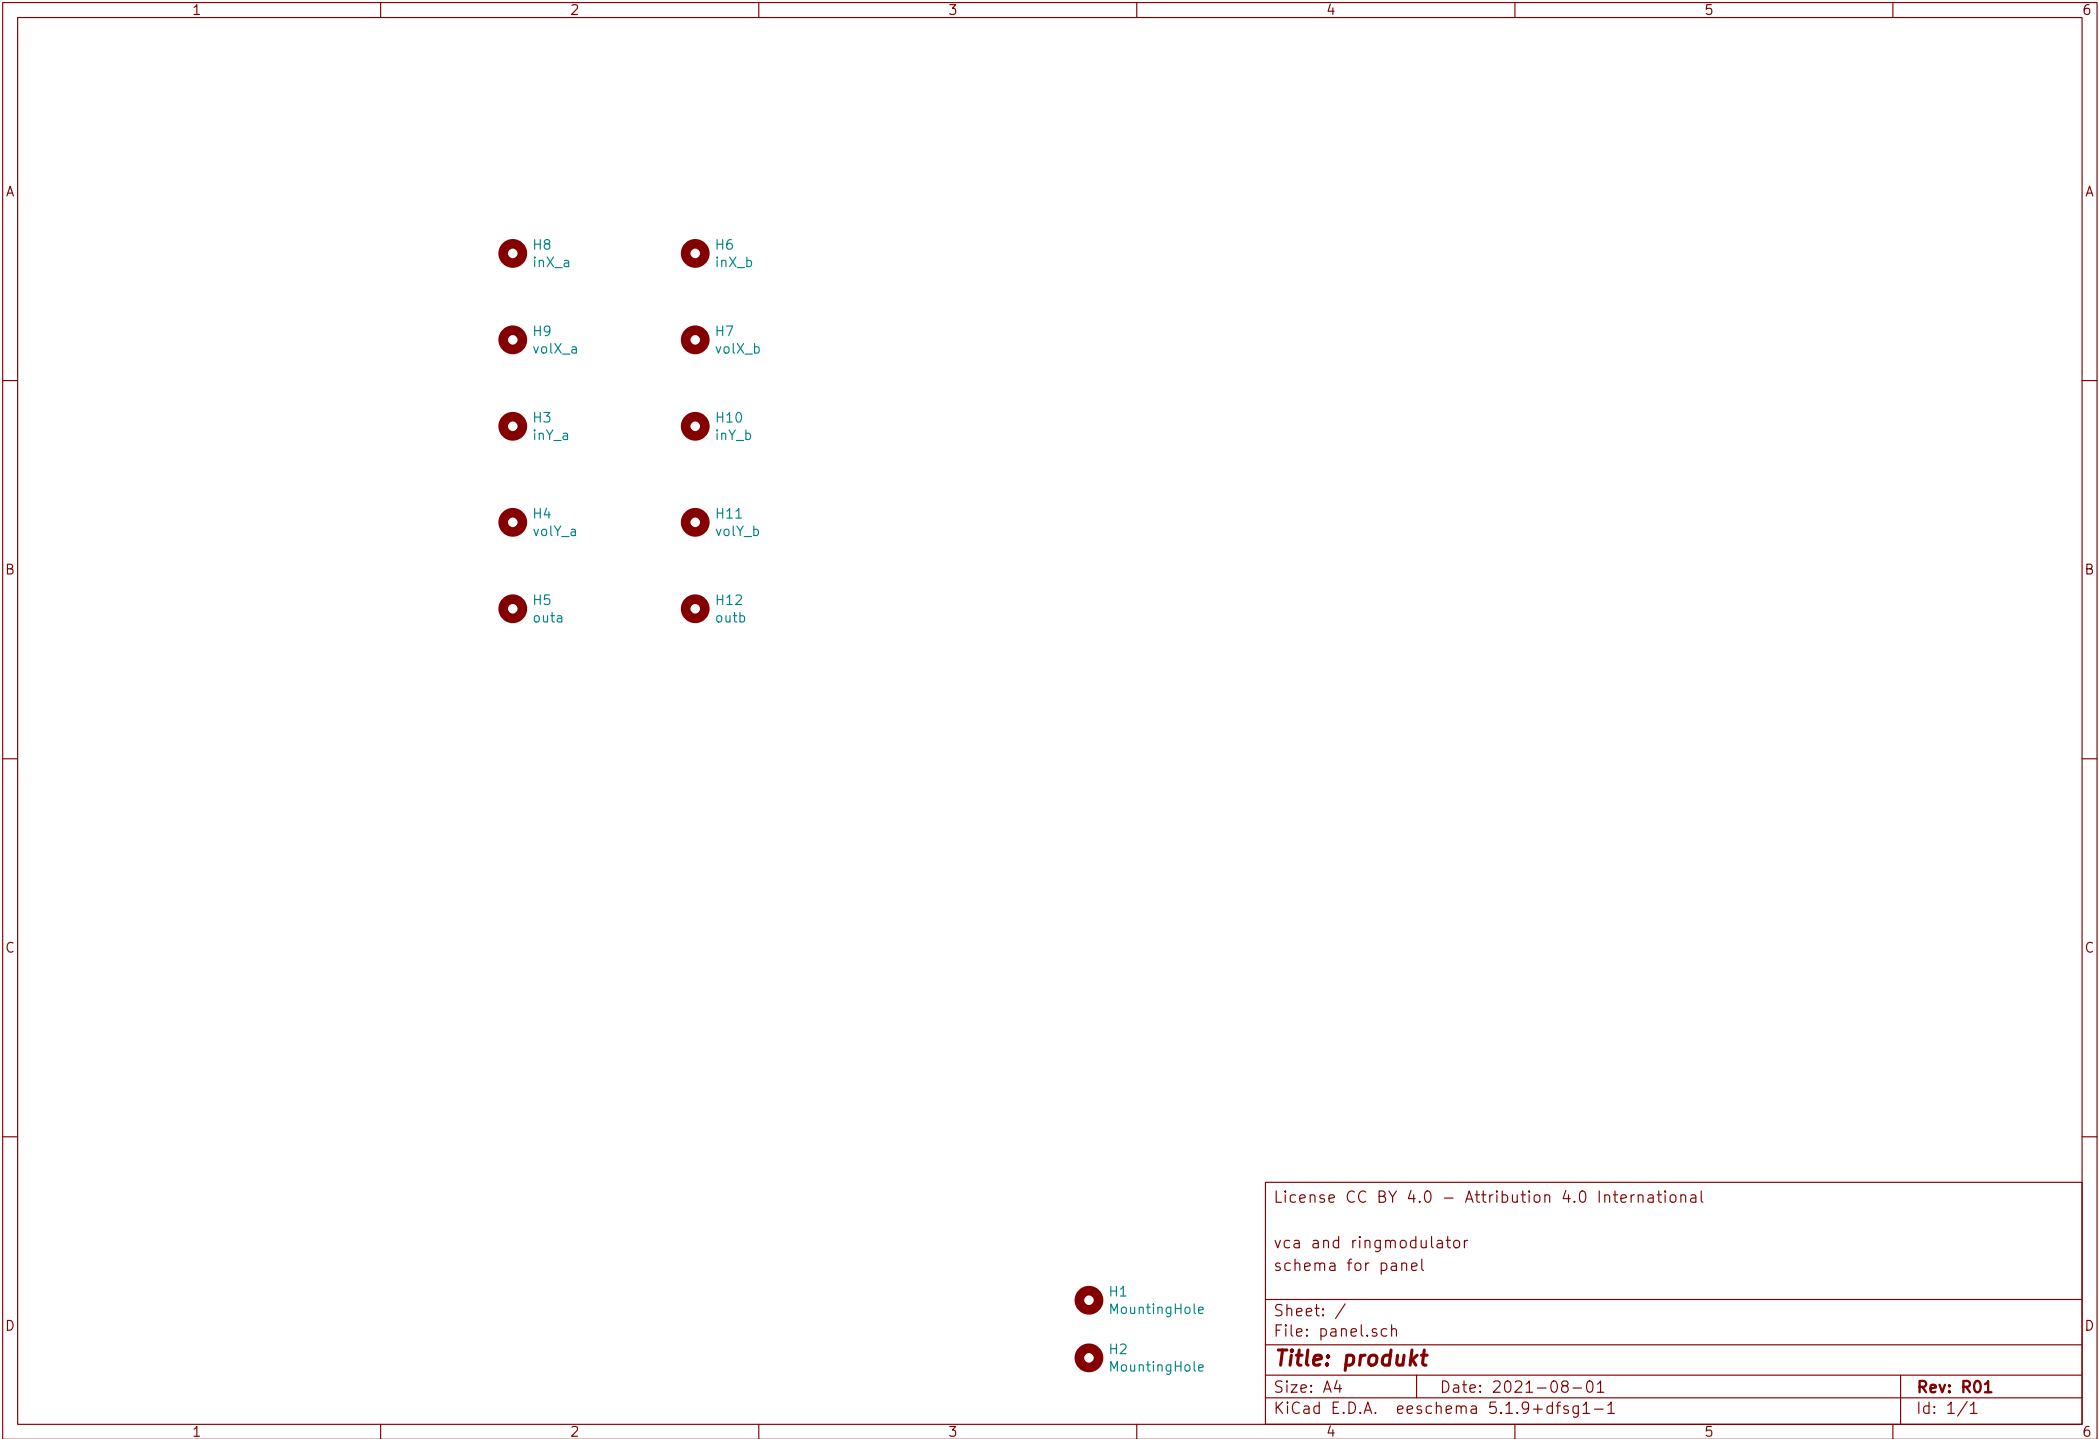 1 2 3 4 5 6
A A
H8 H6
inX_a inX_b
H9 H7
volX_a volX_b
H3 H10
inY_a inY_b
H4 H11
volY_a volY_b
B B
H5 H12
outa outb
C C
License CC BY 4.0 - Attribution 4.0 International
vca and ringmodulator
schema for panel
H1
MountingHole
Sheet: /
File: panel.sch
D D
H2
MountingHole
Title: produkt
Size: A4 Date: 2021-08-01 Rev: R01
KiCad E.D.A. eeschema 5.1.9+dfsg1-1 Id: 1/1
1 2 3 4 5 6